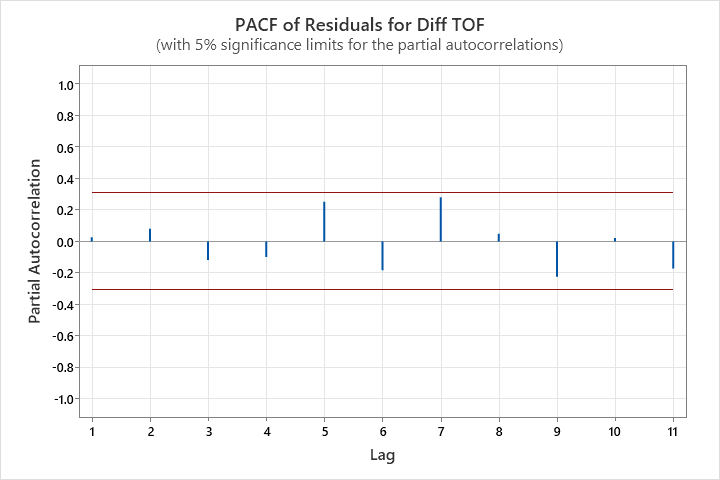 PACF of Residuals for Diff TOF
(with 5% significance limits for the partial autocorrelations)
Partial Autocorrelation
1.0
0.8
0.6
0.4
0.2
0.0
-0.2
-0.4
-0.6
-0.8
-1.0
1 2 3 4 5 6 7 8 9 10 11
Lag